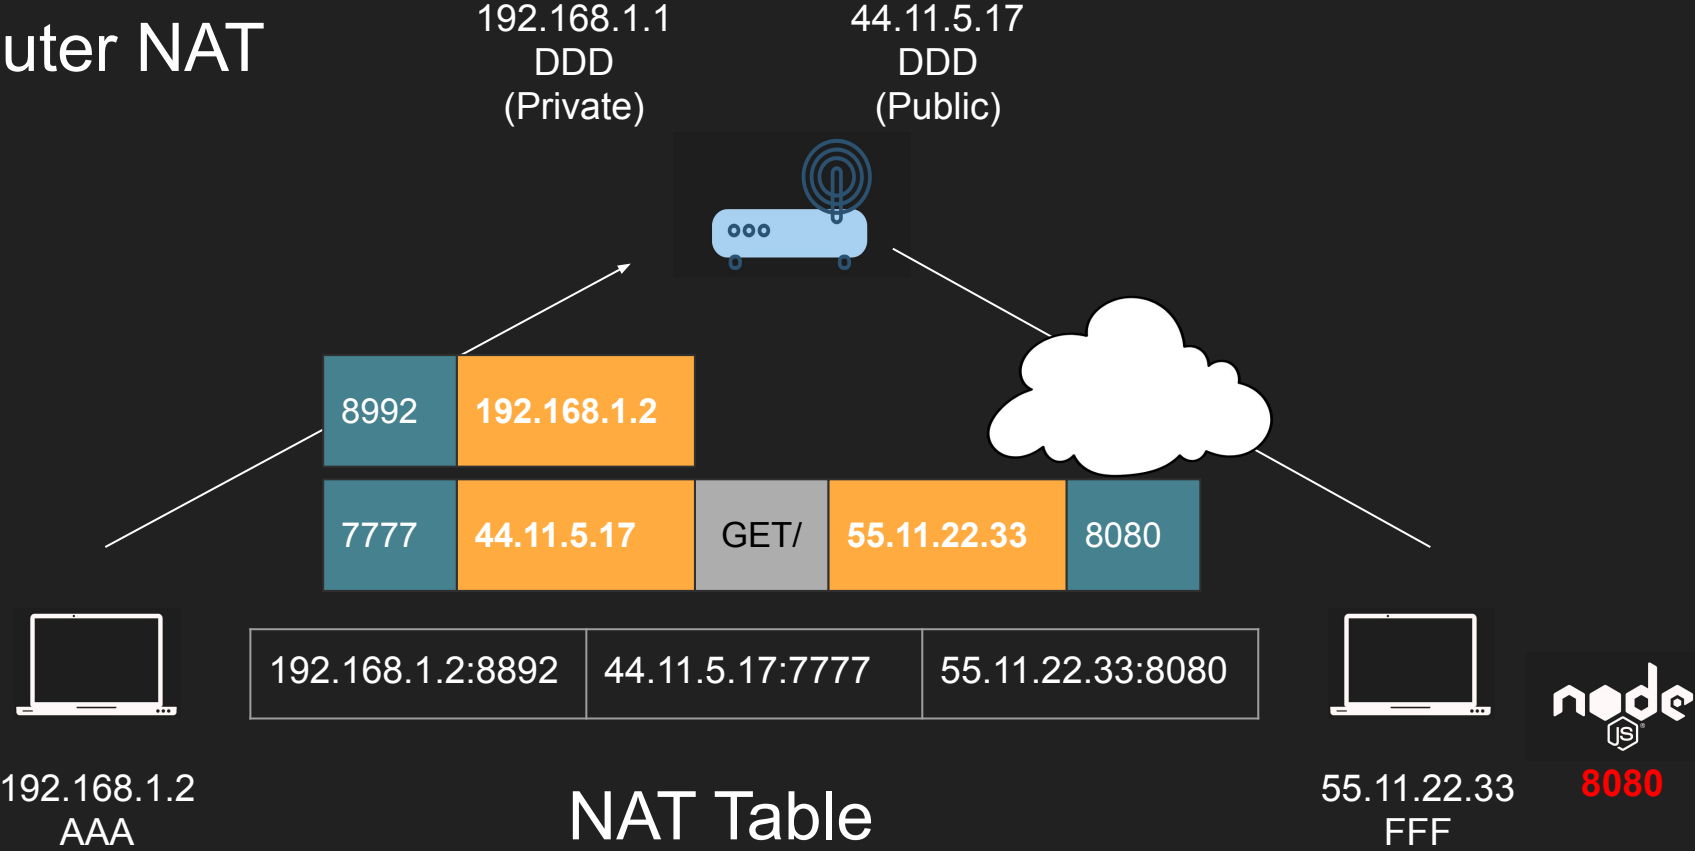 uter NAT
192.168.1.1
DDD
(Private)
44.11.5.17
DDD
(Public)
8992 192.168.1.2
7777 44.11.5.17 GET/ 55.11.22.33 8080
192.168.1.2:8892 44.11.5.17:7777 55.11.22.33:8080
node
JS
8080
192.168.1.2
AAA
NAT Table
55.11.22.33
FFF